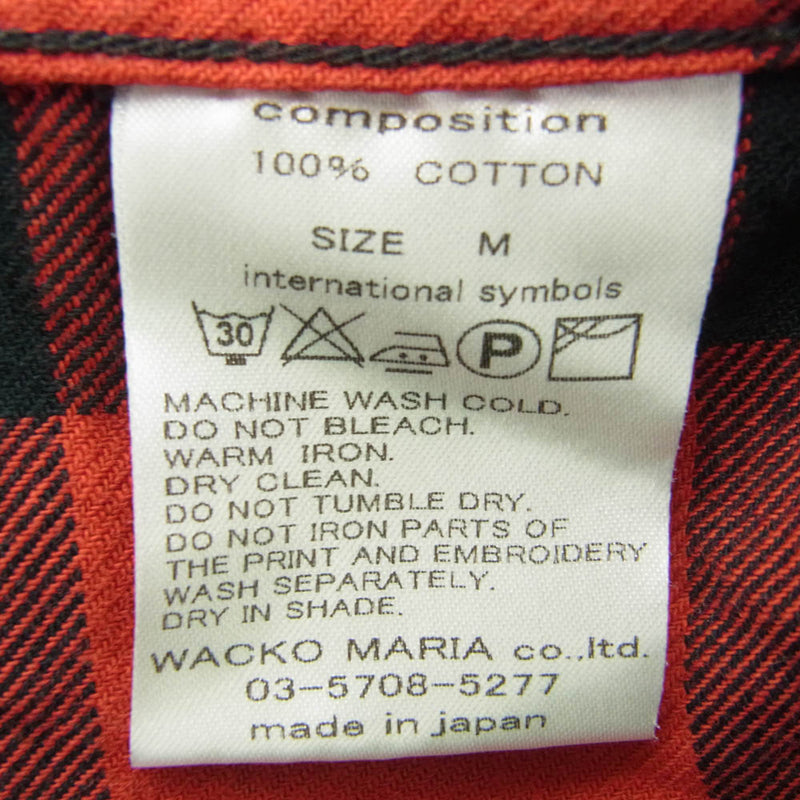 composition
100% COTTON
SIZE M
international symbols
30 P
MACHINE WASH COLD.
DO NOT BLEACH.
WARM IRON.
DRY CLEAN.
DO NOT TUMBLE DRY.
DO NOT IRON PARTS OF
THE PRINT AND EMBROIDERY
WASH SEPARATELY.
DRY IN SHADE.
WACKO MARIA co.,ltd.
03-5708-5277
made in japan